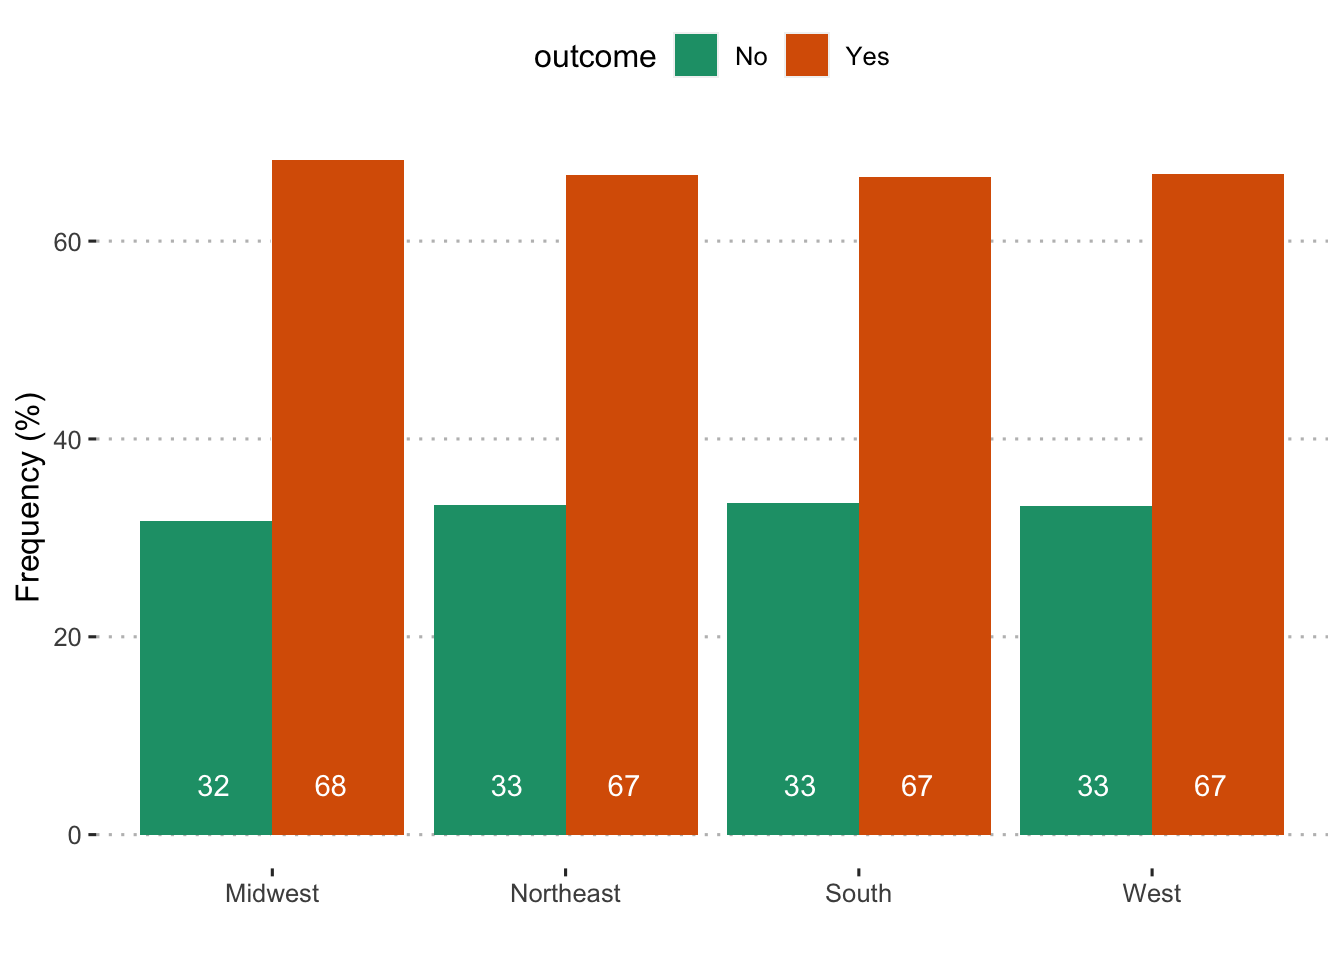 outcome No Yes
Frequency (%)
60
40
20
0
32 68 33 67 33 67 33 67
Midwest Northeast South West